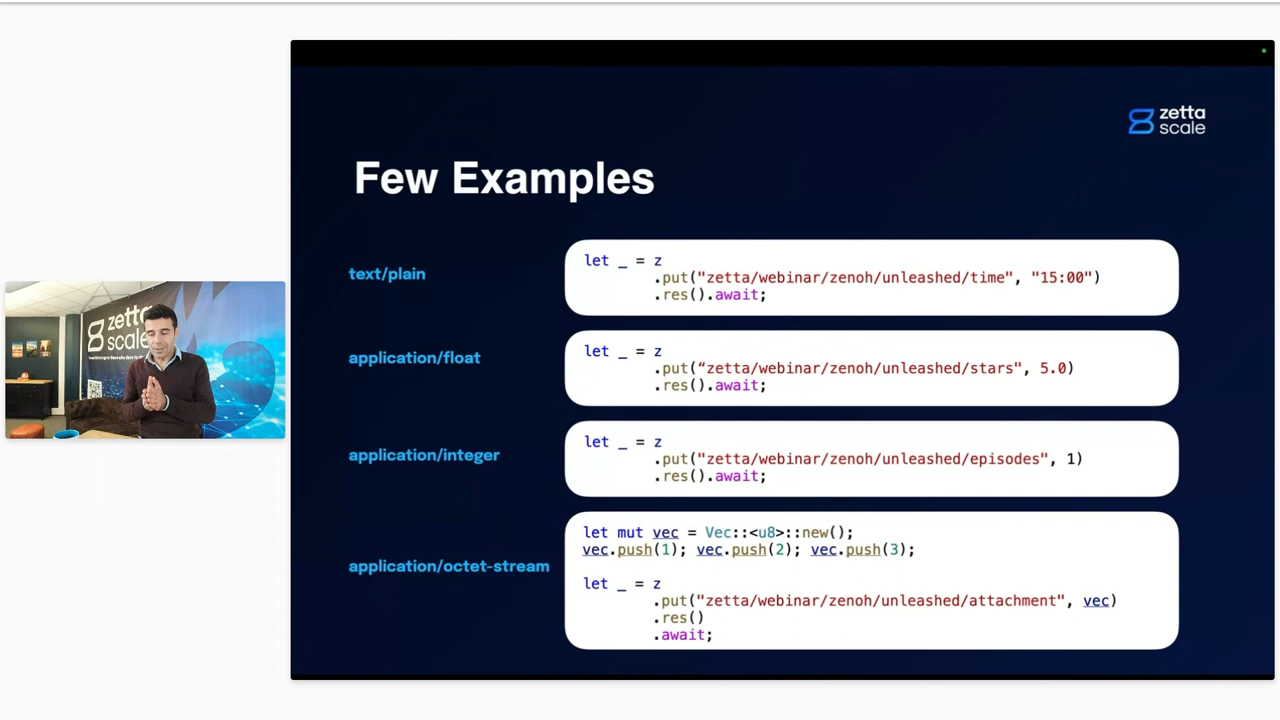 zetta
scale
Few Examples
text/plain
let _ = z
.put("zetta/webinar/zenoh/unleashed/time", "15:00")
.res().await;
application/float
let _ = z
.put(“zetta/webinar/zenoh/unleashed/stars", 5.0)
.res().await;
application/integer
let _ = z
.put("zetta/webinar/zenoh/unleashed/episodes", 1)
.res().await;
application/octet-stream
let mut vec = Vec::<u8>::new();
vec.push(1); vec.push(2); vec.push(3);
let _ = z
.put("zetta/webinar/zenoh/unleashed/attachment", vec)
.res()
.await;
zetta
scale